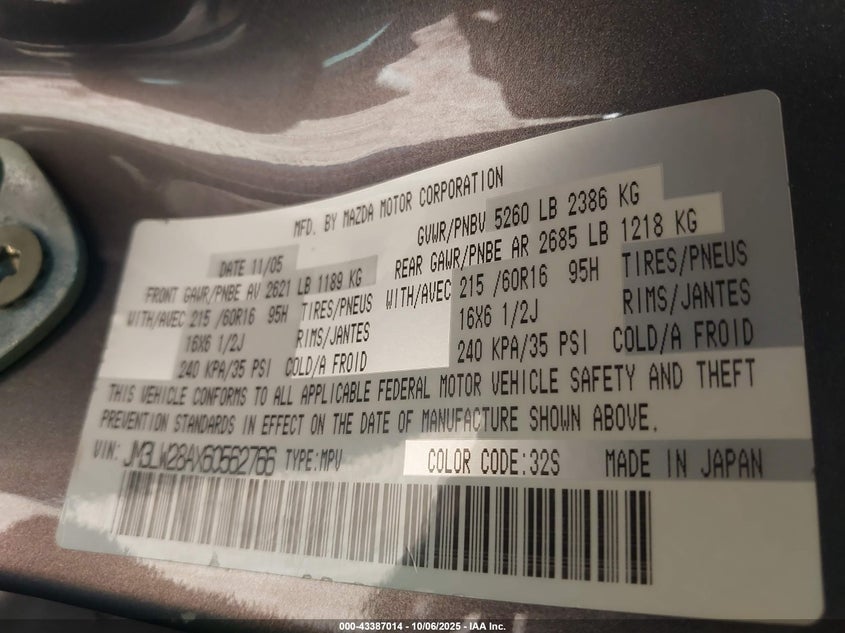 MFD. BY MAZDA MOTOR CORPORATION
DATE 11/05 GVWR/PNBV 5260 LB 2386 KG
FRONT GAWR/PNBE AV 2621 LB 1189 KG REAR GAWR/PNBE AR 2685 LB 1218 KG
WITH/AVEC 215 /60R16 95H TIRES/PNEUS WITH/AVEC 215 /60R16 95H TIRES/PNEUS
16X6 1/2J RIMS/JANTES 16X6 1/2J RIMS/JANTES
240 KPA/35 PSI COLD/A FROID 240 KPA/35 PSI COLD/A FROID
THIS VEHICLE CONFORMS TO ALL APPLICABLE FEDERAL MOTOR VEHICLE SAFETY AND THEFT
PREVENTION STANDARDS IN EFFECT ON THE DATE OF MANUFACTURE SHOWN ABOVE.
VIN: JM3LW28AX60562766 TYPE:MPV COLOR CODE:32S MADE IN JAPAN
000-43387014 - 10/06/2025 - IAA Inc.